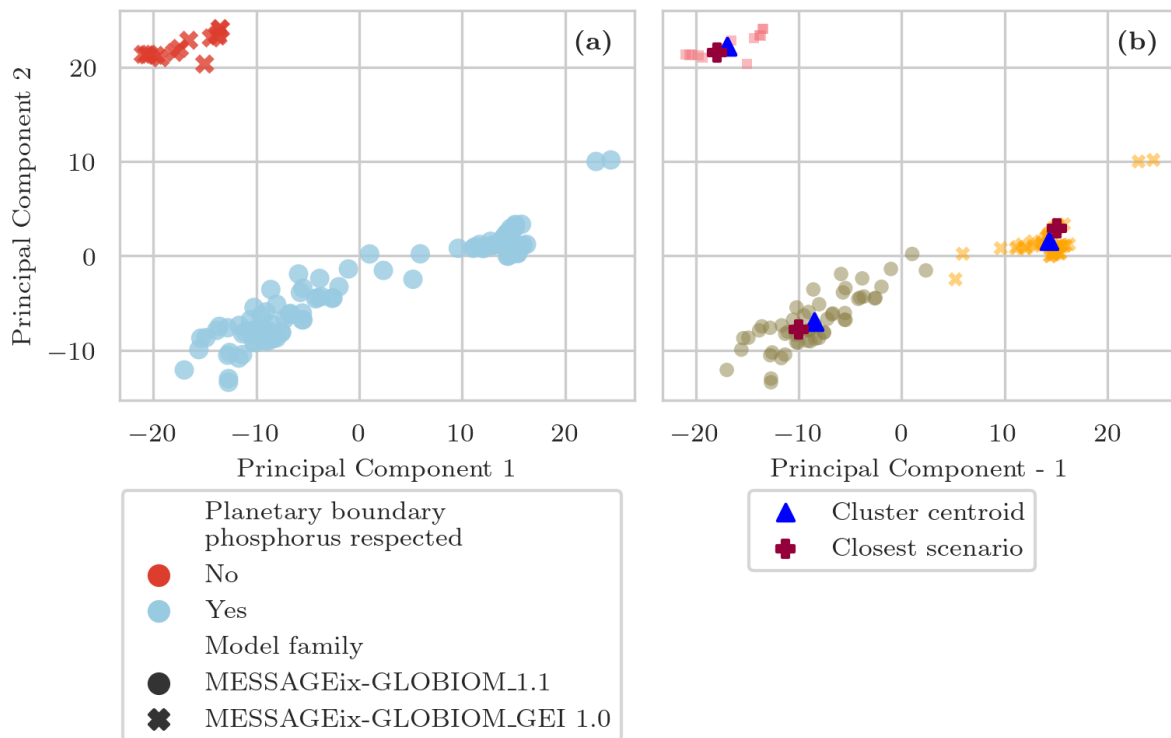 (a)
(b)
Principal Component 2
20
10
0
−10
−20
−10
0
10
20
−20
−10
0
10
20
Principal Component 1
Principal Component - 1
Planetary boundary
phosphorus respected
No
Yes
Model family
MESSAGEix-GLOBIOM_1.1
MESSAGEix-GLOBIOM_GEI 1.0
Cluster centroid
Closest scenario